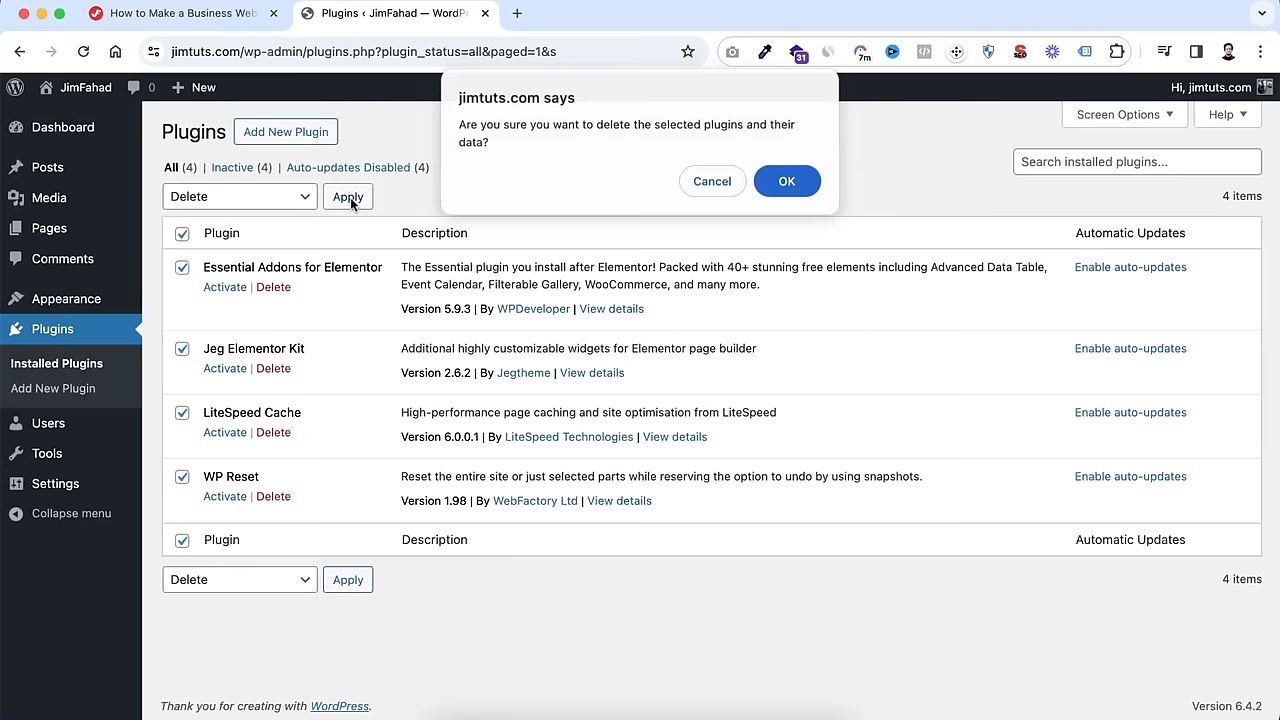 How to Make a Business Web
Plugins ‹ JimFahad — WordPr
jimtuts.com/wp-admin/plugins.php?plugin_status=all&paged=1&s
31
7m
JimFahad
0
New
Hi, jimtuts.com
jimtuts.com says
Are you sure you want to delete the selected plugins and their
data?
Cancel
OK
Screen Options
Help
Dashboard
Posts
Media
Pages
Comments
Appearance
Plugins
Installed Plugins
Add New Plugin
Users
Tools
Settings
Collapse menu
Plugins
Add New Plugin
All (4) | Inactive (4) | Auto-updates Disabled (4)
Search installed plugins...
Delete
Apply
4 items
Plugin Description Automatic Updates
Essential Addons for Elementor
Activate | Delete
The Essential plugin you install after Elementor! Packed with 40+ stunning free elements including Advanced Data Table,
Event Calendar, Filterable Gallery, WooCommerce, and many more.
Version 5.9.3 | By WPDeveloper | View details
Enable auto-updates
Jeg Elementor Kit
Activate | Delete
Additional highly customizable widgets for Elementor page builder
Version 2.6.2 | By Jegtheme | View details
Enable auto-updates
LiteSpeed Cache
Activate | Delete
High-performance page caching and site optimisation from LiteSpeed
Version 6.0.0.1 | By LiteSpeed Technologies | View details
Enable auto-updates
WP Reset
Activate | Delete
Reset the entire site or just selected parts while reserving the option to undo by using snapshots.
Version 1.98 | By WebFactory Ltd | View details
Enable auto-updates
Plugin Description Automatic Updates
Delete
Apply
4 items
Thank you for creating with WordPress.
Version 6.4.2